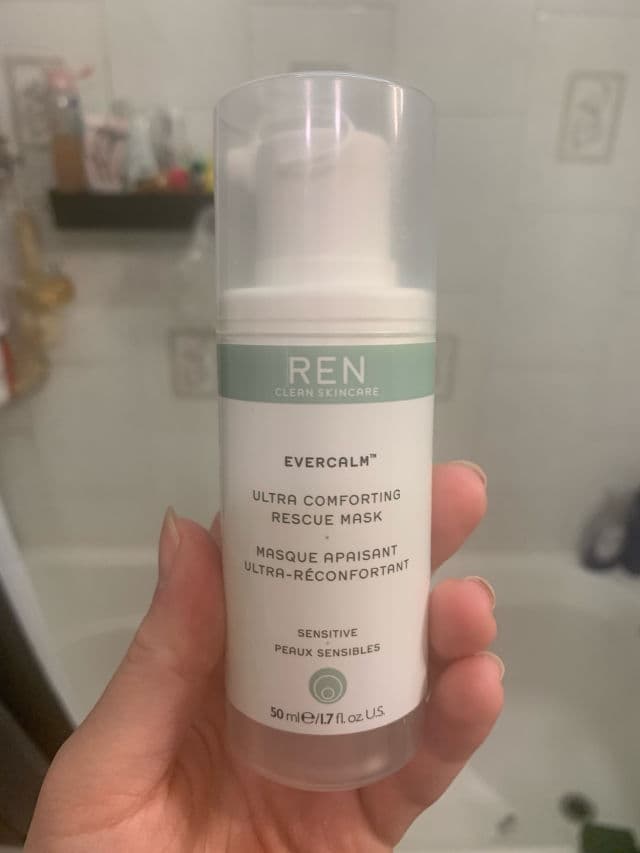 REN
CLEAN SKINCARE
EVERCALM™
ULTRA COMFORTING
RESCUE MASK
MASQUE APAISANT
ULTRA-RÉCONFORTANT
SENSITIVE
PEAUX SENSIBLES
50 ml℮/1.7 fl. oz. U.S.